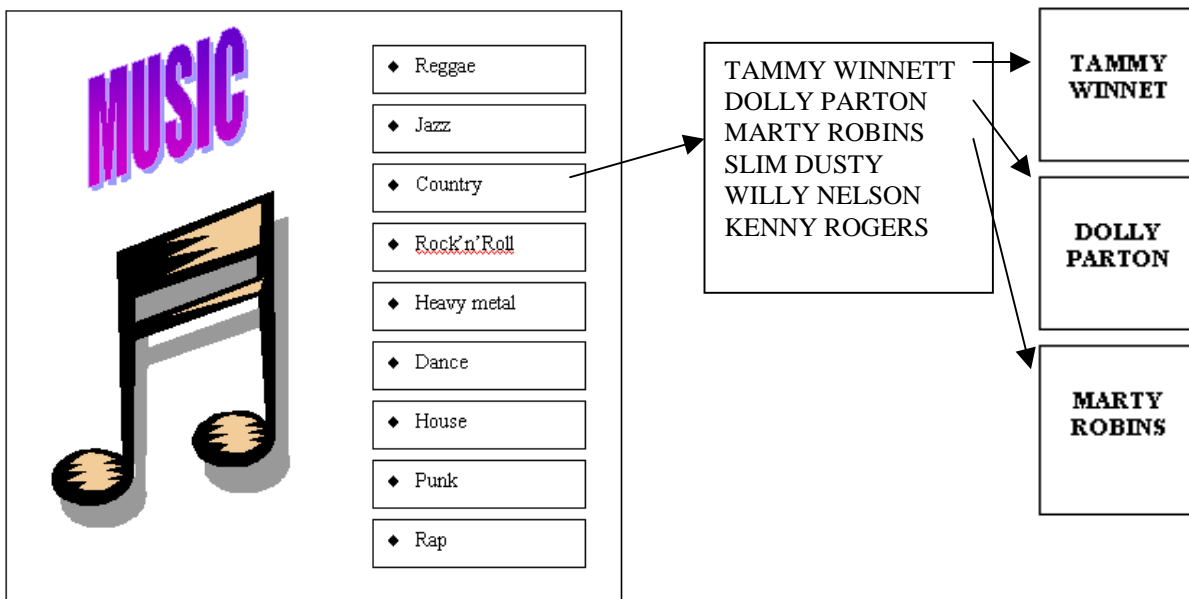 MUSIC
◆ Reggae
◆ Jazz
◆ Country
◆ Rock'n'Roll
◆ Heavy metal
◆ Dance
◆ House
◆ Punk
◆ Rap
TAMMY WINNETT
DOLLY PARTON
MARTY ROBINS
SLIM DUSTY
WILLY NELSON
KENNY ROGERS
TAMMY
WINNET
DOLLY
PARTON
MARTY
ROBINS